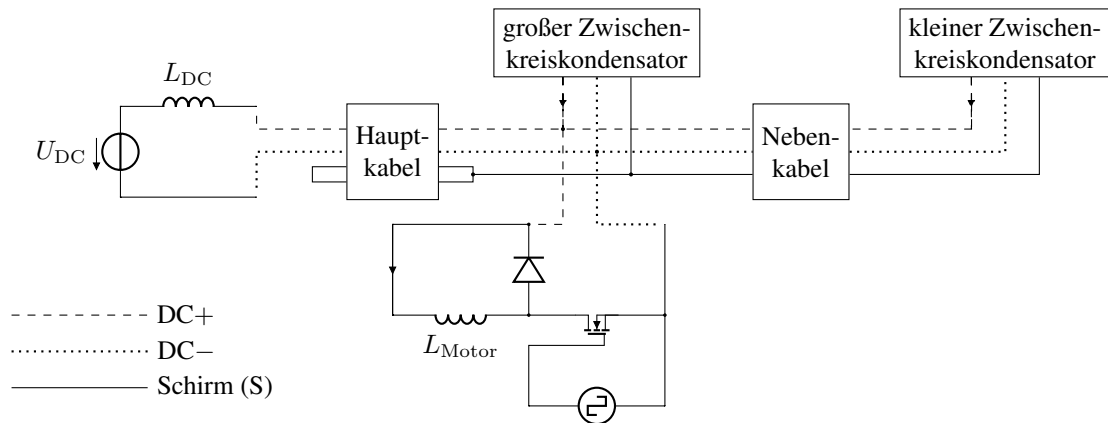 großer Zwischen-
kreiskondensator
kleiner Zwischen-
kreiskondensator
L_DC
U_DC
Haupt-
kabel
Neben-
kabel
L_Motor
DC+
DC−
Schirm (S)